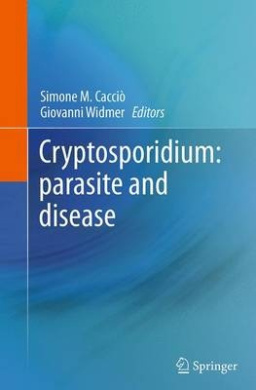 Simone M. Cacciò
Giovanni Widmer Editors
Cryptosporidium:
parasite and
disease
Springer